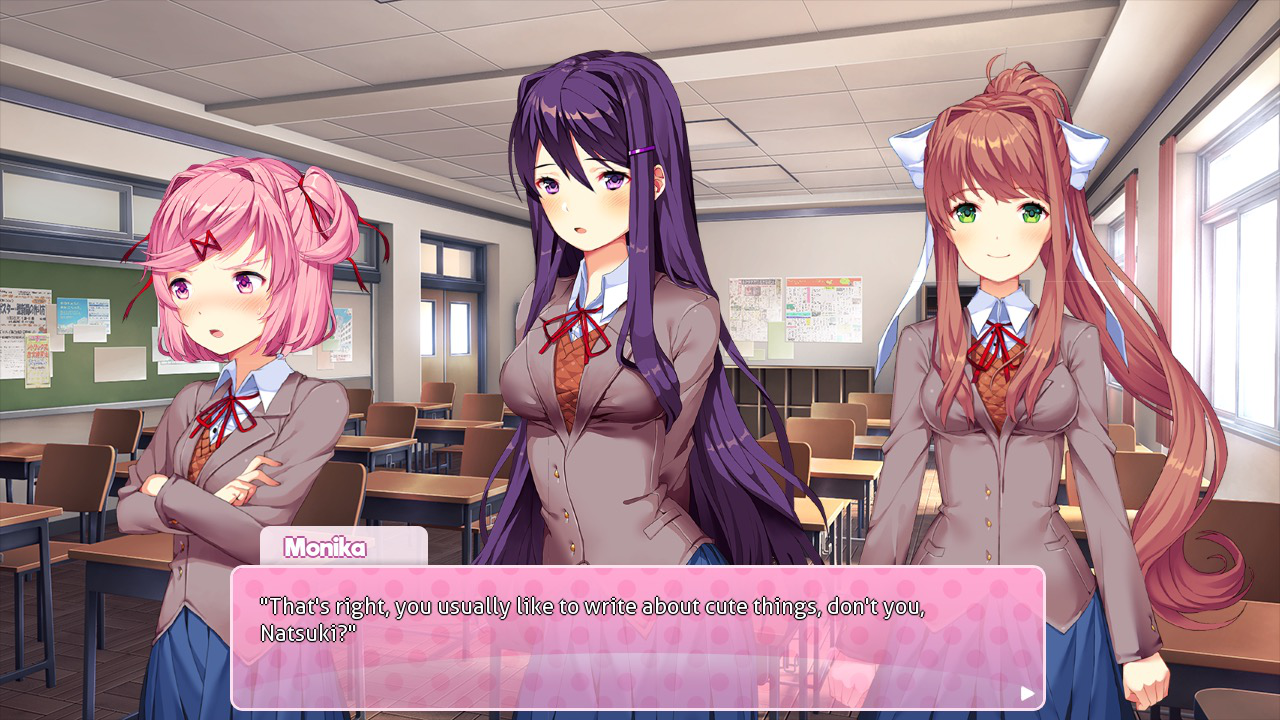 Monika
"That's right, you usually like to write about cute things, don't you,
Natsuki?"